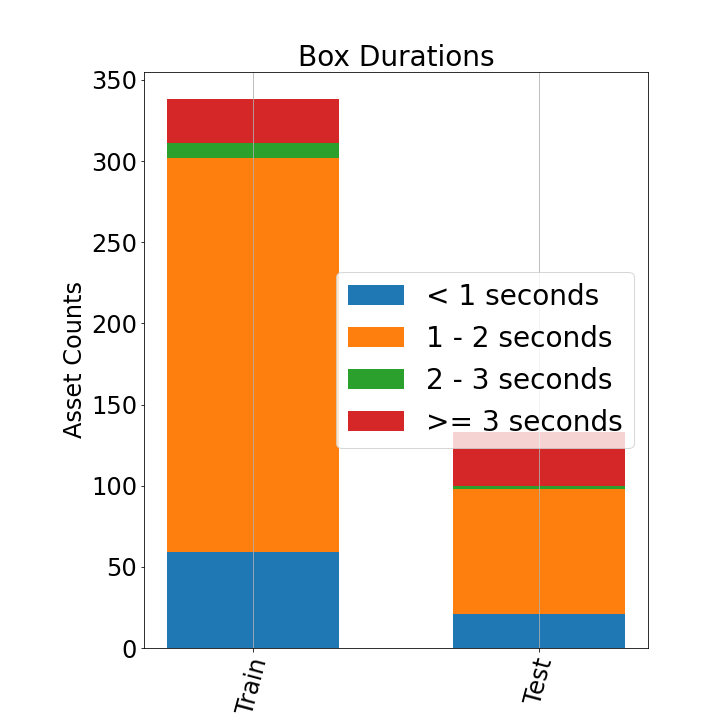 Box Durations
350
300
250
200
150
100
50
0
Asset Counts
< 1 seconds
1 - 2 seconds
2 - 3 seconds
>= 3 seconds
Train
Test